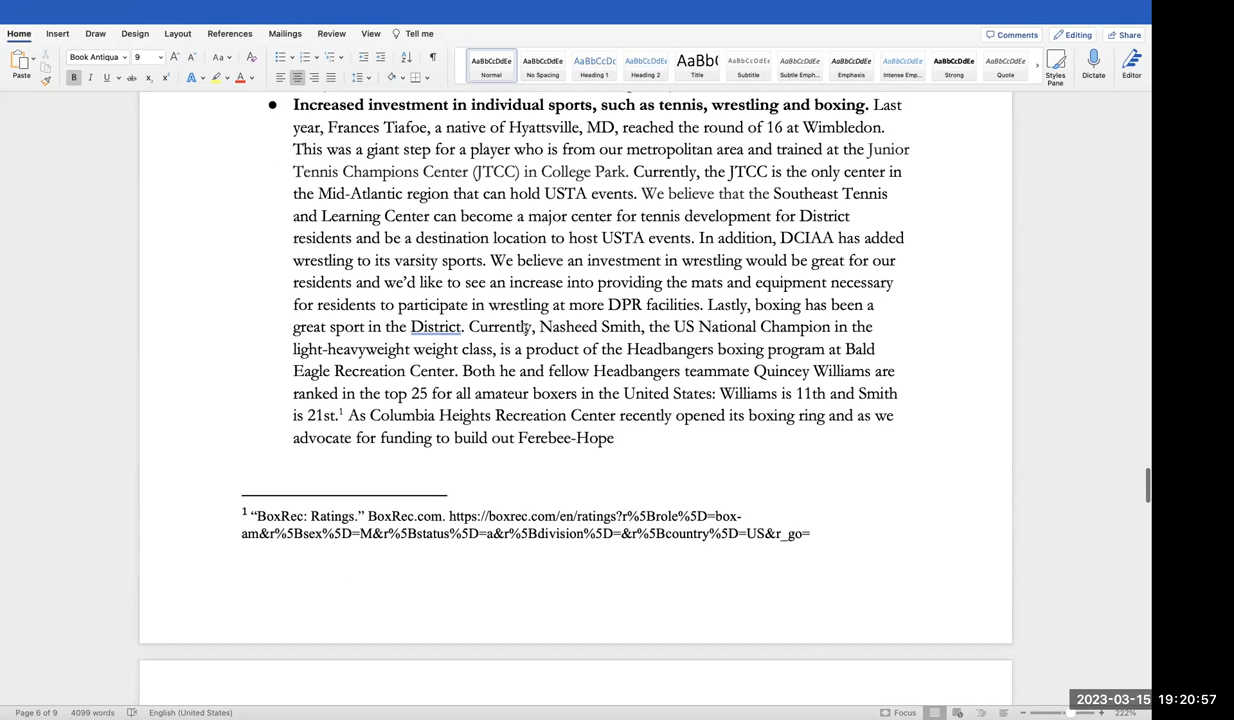 Home Insert Draw Design Layout References Mailings Review View Tell me
Comments Editing Share
Paste
Book Antiqua 9
AaBbCcDdEe AaBbCcDdEe AaBbCcDc AaBbCcDdEe AaBb( AaBbCcDdEe AaBbCcDdEe AaBbCcDdEe AaBbCcDdEe AaBbCcDdEe AaBbCcDdEe
Normal No Spacing Heading 1 Heading 2 Title Subtitle Subtle Emph... Emphasis Intense Emp... Strong Quote
Styles Pane
Dictate
Editor
● Increased investment in individual sports, such as tennis, wrestling and boxing. Last
year, Frances Tiafoe, a native of Hyattsville, MD, reached the round of 16 at Wimbledon.
This was a giant step for a player who is from our metropolitan area and trained at the Junior
Tennis Champions Center (JTCC) in College Park. Currently, the JTCC is the only center in
the Mid-Atlantic region that can hold USTA events. We believe that the Southeast Tennis
and Learning Center can become a major center for tennis development for District
residents and be a destination location to host USTA events. In addition, DCIAA has added
wrestling to its varsity sports. We believe an investment in wrestling would be great for our
residents and we'd like to see an increase into providing the mats and equipment necessary
for residents to participate in wrestling at more DPR facilities. Lastly, boxing has been a
great sport in the District. Currently, Nasheed Smith, the US National Champion in the
light-heavyweight weight class, is a product of the Headbangers boxing program at Bald
Eagle Recreation Center. Both he and fellow Headbangers teammate Quincey Williams are
ranked in the top 25 for all amateur boxers in the United States: Williams is 11th and Smith
is 21st.1 As Columbia Heights Recreation Center recently opened its boxing ring and as we
advocate for funding to build out Ferebee-Hope
1 “BoxRec: Ratings.” BoxRec.com. https://boxrec.com/en/ratings?r%5Brole%5D=box-
am&r%5Bsex%5D=M&r%5Bstatus%5D=a&r%5Bdivision%5D=&r%5Bcountry%5D=US&r_go=
2023-03-15 19:20:57
Page 6 of 9 4099 words English (United States) Focus 222%